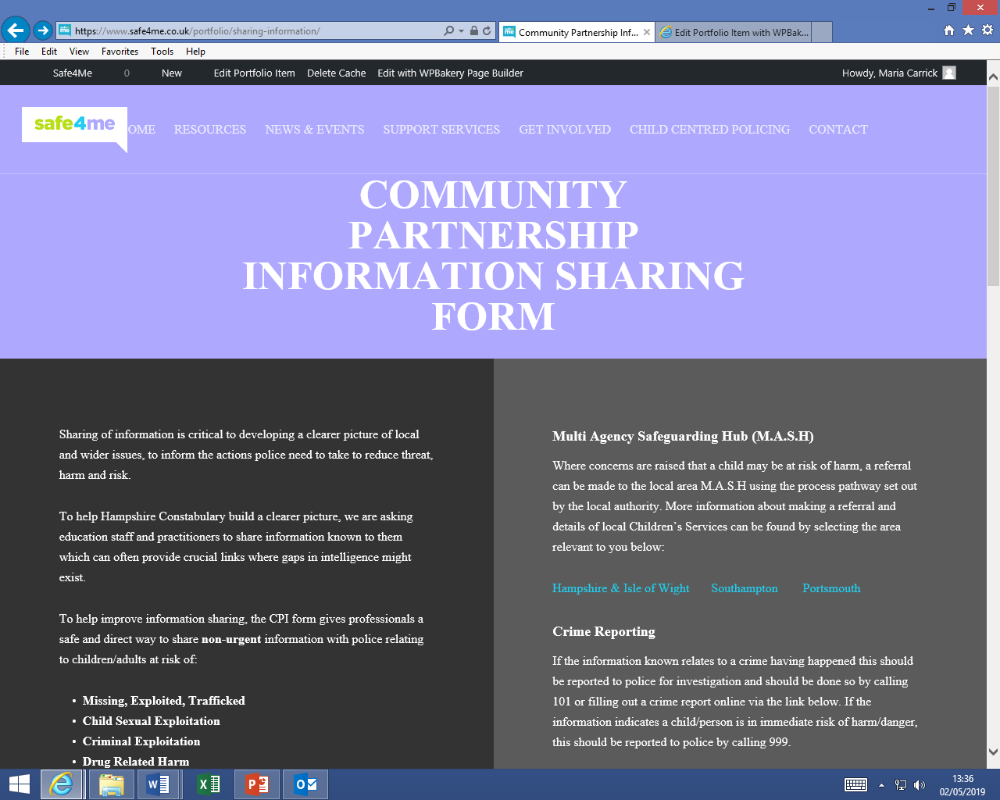 https://www.safe4me.co.uk/portfolio/sharing-information/
Community Partnership Inf...
Edit Portfolio Item with WPBak...
File Edit View Favorites Tools Help
Safe4Me 0 New Edit Portfolio Item Delete Cache Edit with WPBakery Page Builder Howdy, Maria Carrick
safe4me
OME RESOURCES NEWS & EVENTS SUPPORT SERVICES GET INVOLVED CHILD CENTRED POLICING CONTACT
COMMUNITY
PARTNERSHIP
INFORMATION SHARING
FORM
Sharing of information is critical to developing a clearer picture of local
and wider issues, to inform the actions police need to take to reduce threat,
harm and risk.
To help Hampshire Constabulary build a clearer picture, we are asking
education staff and practitioners to share information known to them
which can often provide crucial links where gaps in intelligence might
exist.
To help improve information sharing, the CPI form gives professionals a
safe and direct way to share non-urgent information with police relating
to children/adults at risk of:
• Missing, Exploited, Trafficked
• Child Sexual Exploitation
• Criminal Exploitation
• Drug Related Harm
Multi Agency Safeguarding Hub (M.A.S.H)
Where concerns are raised that a child may be at risk of harm, a referral
can be made to the local area M.A.S.H using the process pathway set out
by the local authority. More information about making a referral and
details of local Children’s Services can be found by selecting the area
relevant to you below:
Hampshire & Isle of Wight Southampton Portsmouth
Crime Reporting
If the information known relates to a crime having happened this should
be reported to police for investigation and should be done so by calling
101 or filling out a crime report online via the link below. If the
information indicates a child/person is in immediate risk of harm/danger,
this should be reported to police by calling 999.
13:36
02/05/2019